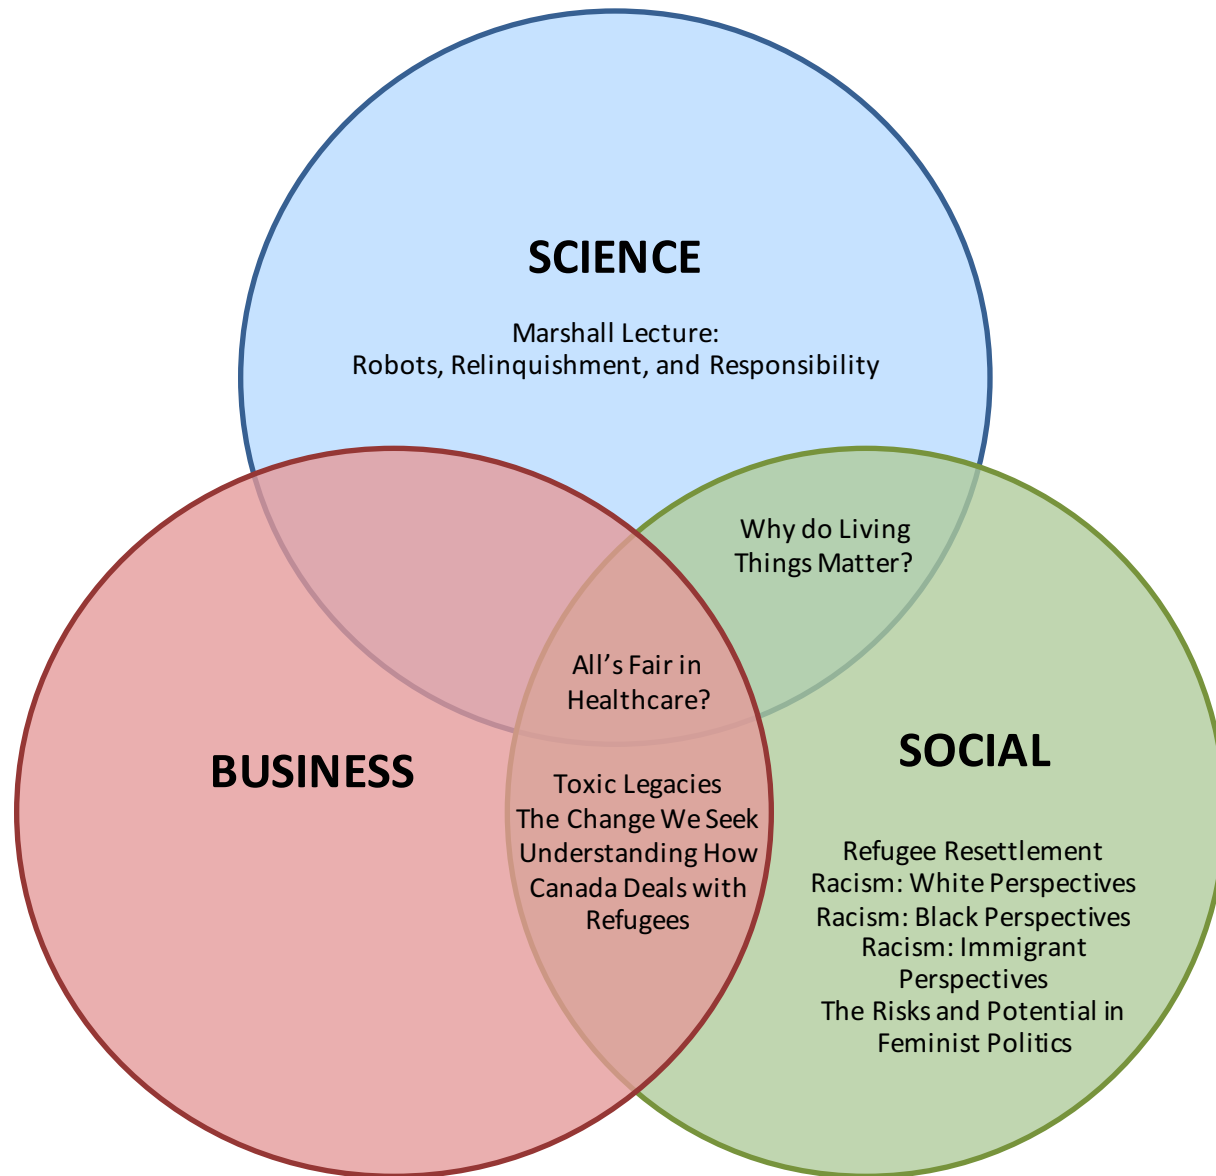 SCIENCE
Marshall Lecture:
Robots, Relinquishment, and Responsibility
Why do Living
Things Matter?
All’s Fair in
Healthcare?
BUSINESS
SOCIAL
Toxic Legacies
The Change We Seek
Understanding How
Canada Deals with
Refugees
Refugee Resettlement
Racism: White Perspectives
Racism: Black Perspectives
Racism: Immigrant
Perspectives
The Risks and Potential in
Feminist Politics